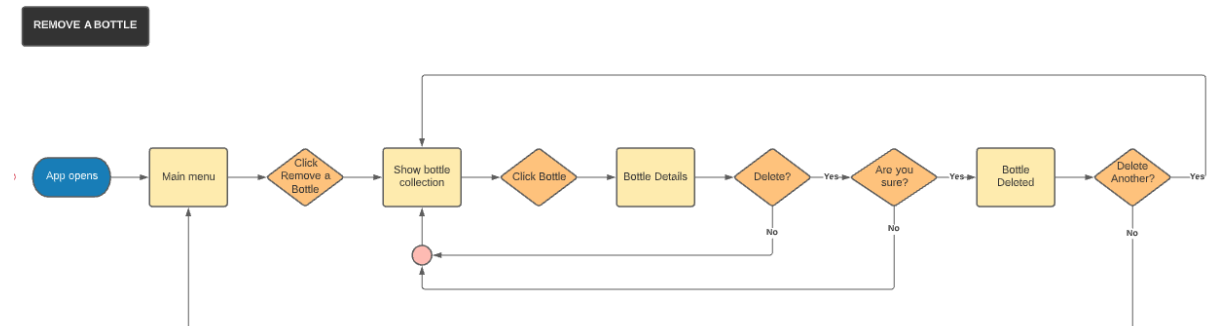 REMOVE A BOTTLE
App opens
Main menu
Click
Remove a
Bottle
Show bottle
collection
Click Bottle
Bottle Details
Delete?
Yes
Are you
sure?
Yes
Bottle
Deleted
Delete
Another?
Yes
No
No
No